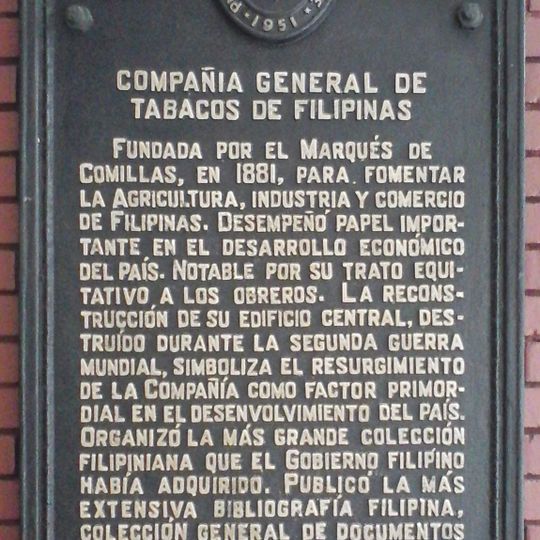 1951
COMPAÑIA GENERAL DE
TABACOS DE FILIPINAS
FUNDADA POR EL MARQUÉS DE
COMILLAS, EN 1881, PARA FOMENTAR
LA AGRICULTURA, INDUSTRIA Y COMERCIO
DE FILIPINAS. DESEMPEÑÓ PAPEL IMPOR-
TANTE EN EL DESARROLLO ECONÓMICO
DEL PAÍS. NOTABLE POR SU TRATO EQUI-
TATIVO A LOS OBREROS. LA RECONS-
TRUCCIÓN DE SU EDIFICIO CENTRAL, DES-
TRUÍDO DURANTE LA SEGUNDA GUERRA
MUNDIAL, SIMBOLIZA EL RESURGIMIENTO
DE LA COMPAÑÍA COMO FACTOR PRIMOR-
DIAL EN EL DESENVOLVIMIENTO DEL PAÍS.
ORGANIZÓ LA MÁS GRANDE COLECCIÓN
FILIPINIANA QUE EL GOBIERNO FILIPINO
HABÍA ADQUIRIDO. PUBLICÓ LA MÁS
EXTENSIVA BIBLIOGRAFÍA FILIPINA,
COLECCIÓN GENERAL DE DOCUMENTOS